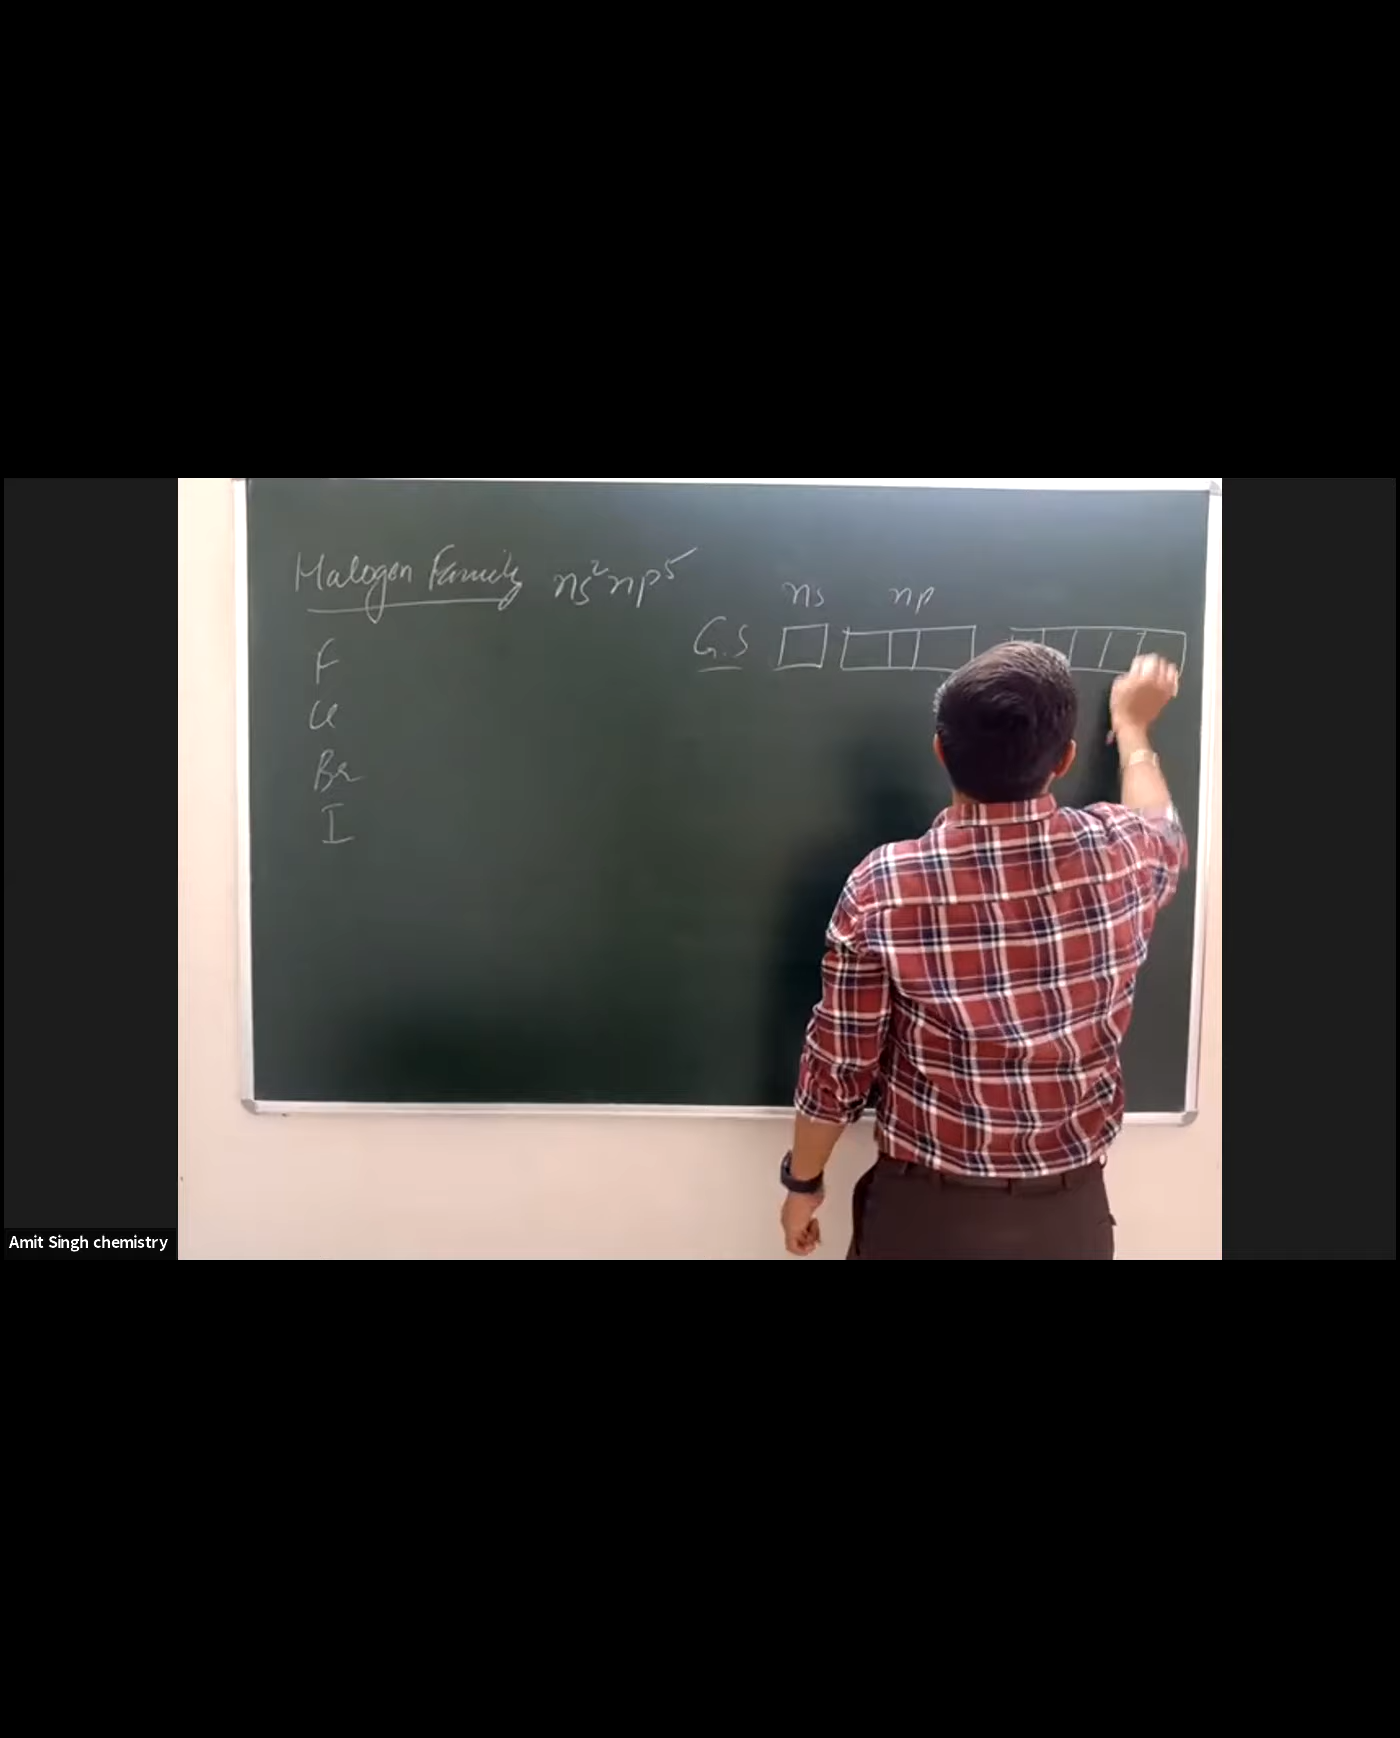 Halogen Family ns²np⁵
ns np
G.S
F
Cl
Br
I
Amit Singh chemistry